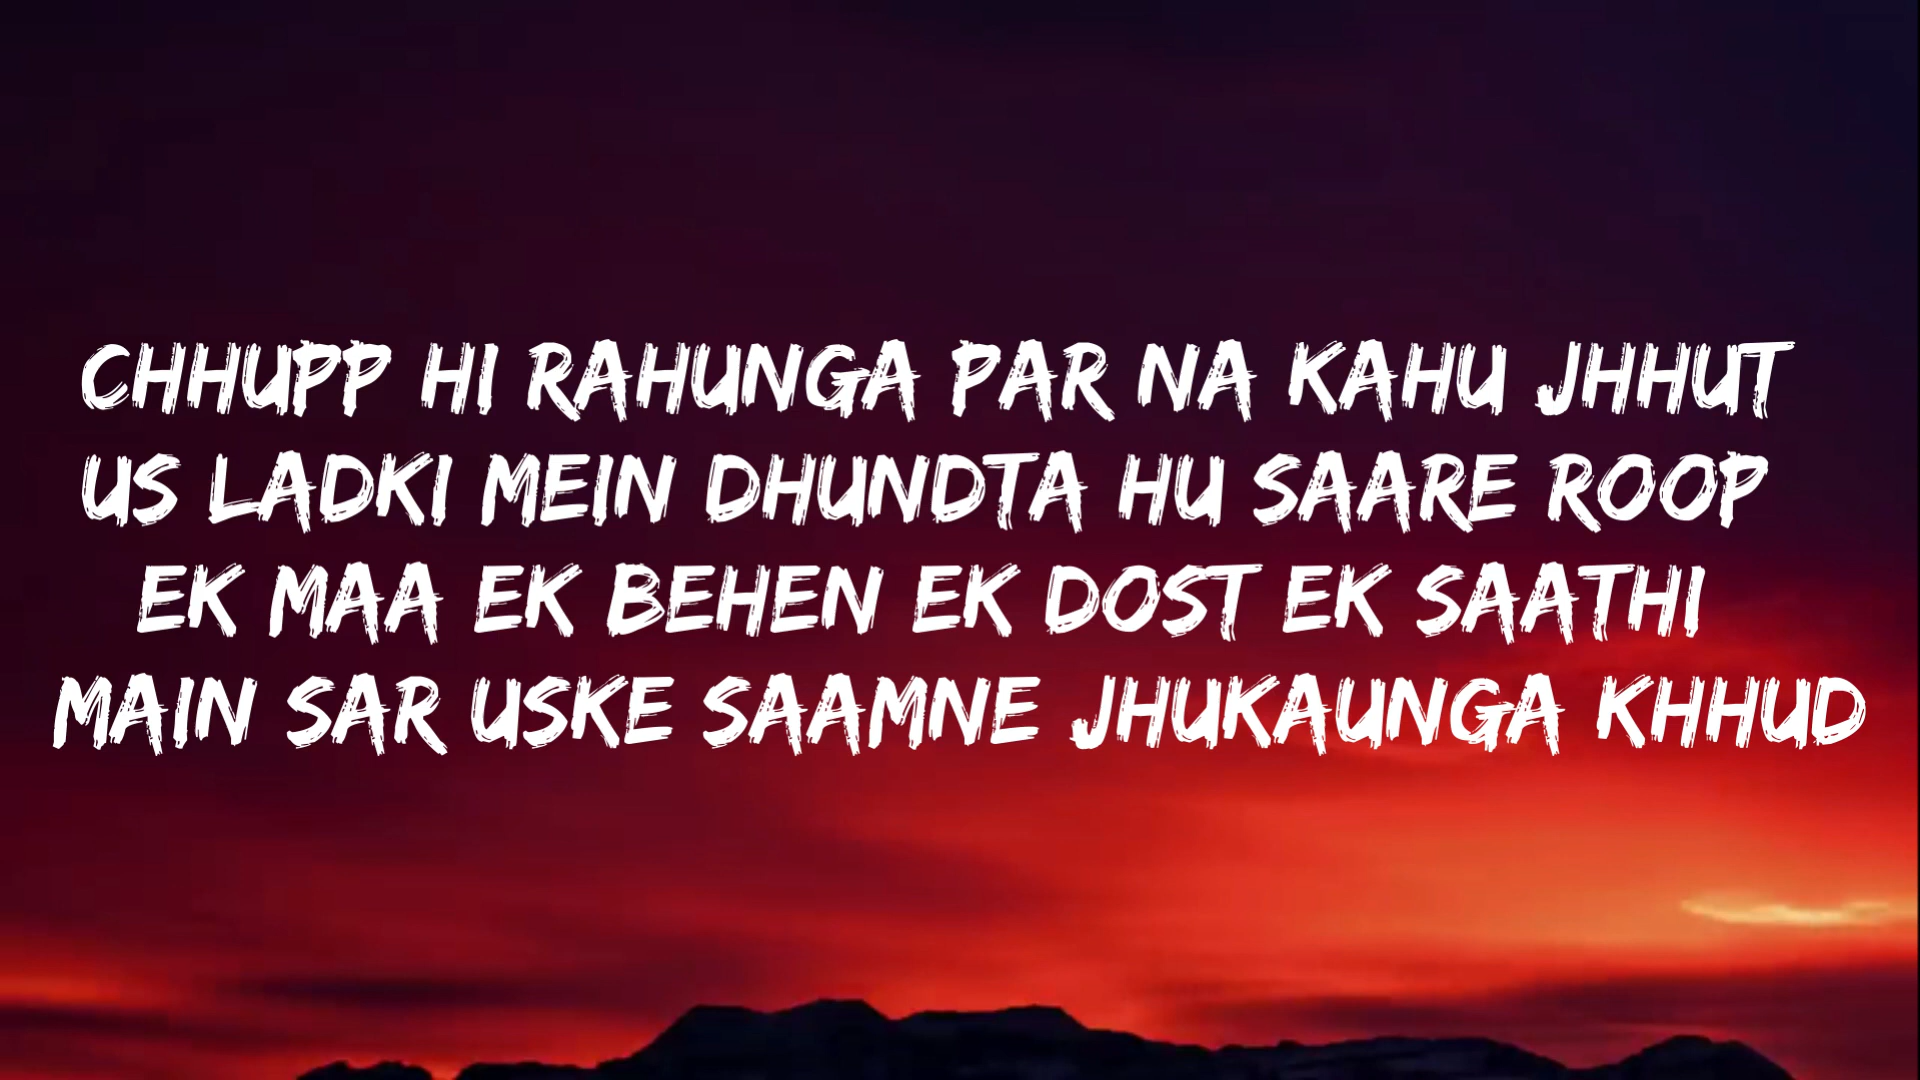 CHHUPP HI RAHUNGA PAR NA KAHU JHHUT
US LADKI MEIN DHUNDTA HU SAARE ROOP
EK MAA EK BEHEN EK DOST EK SAATHI
MAIN SAR USKE SAAMNE JHUKAUNGA KHHUD